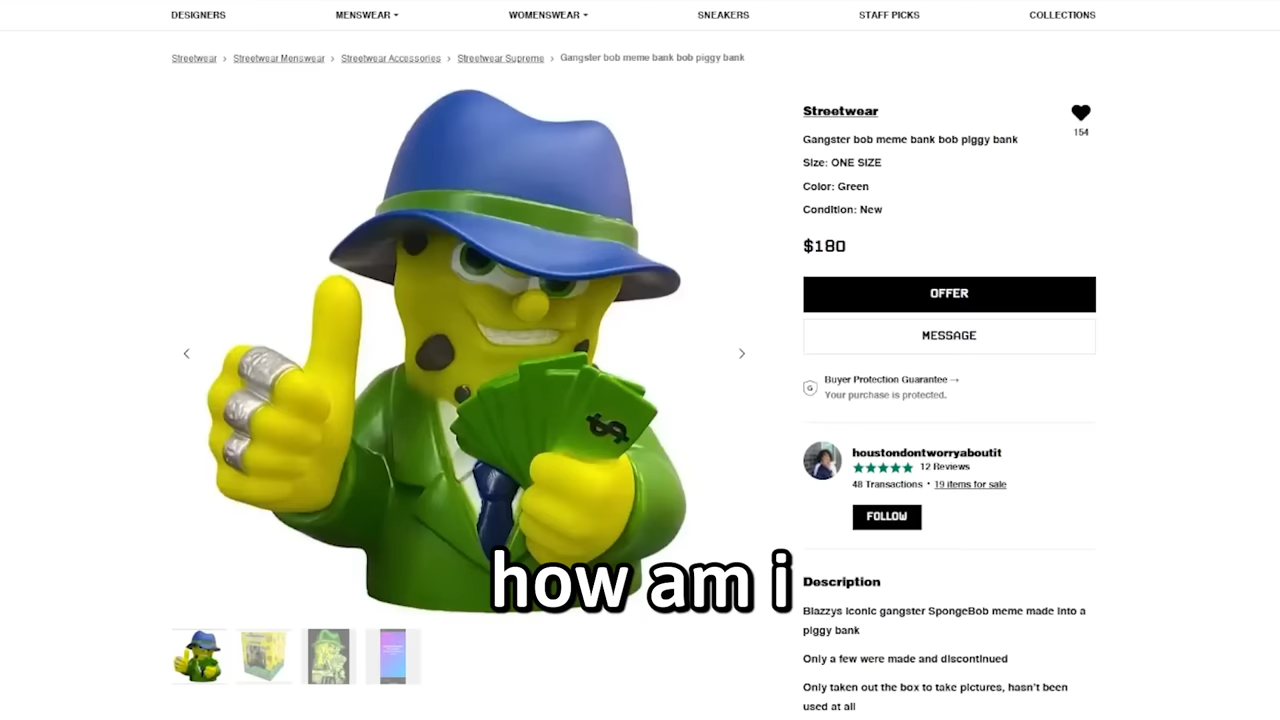 DESIGNERS
MENSWEAR
WOMENSWEAR
SNEAKERS
STAFF PICKS
COLLECTIONS
Streetwear › Streetwear Menswear › Streetwear Accessories › Streetwear Supreme › Gangster bob meme bank bob piggy bank
Streetwear
154
Gangster bob meme bank bob piggy bank
Size: ONE SIZE
Color: Green
Condition: New
$180
OFFER
MESSAGE
G
Buyer Protection Guarantee →
Your purchase is protected.
$
houstondontworryaboutit
12 Reviews
48 Transactions • 19 items for sale
FOLLOW
how am i
Description
Blazzys iconic gangster SpongeBob meme made into a
piggy bank
Only a few were made and discontinued
Only taken out the box to take pictures, hasn't been
used at all